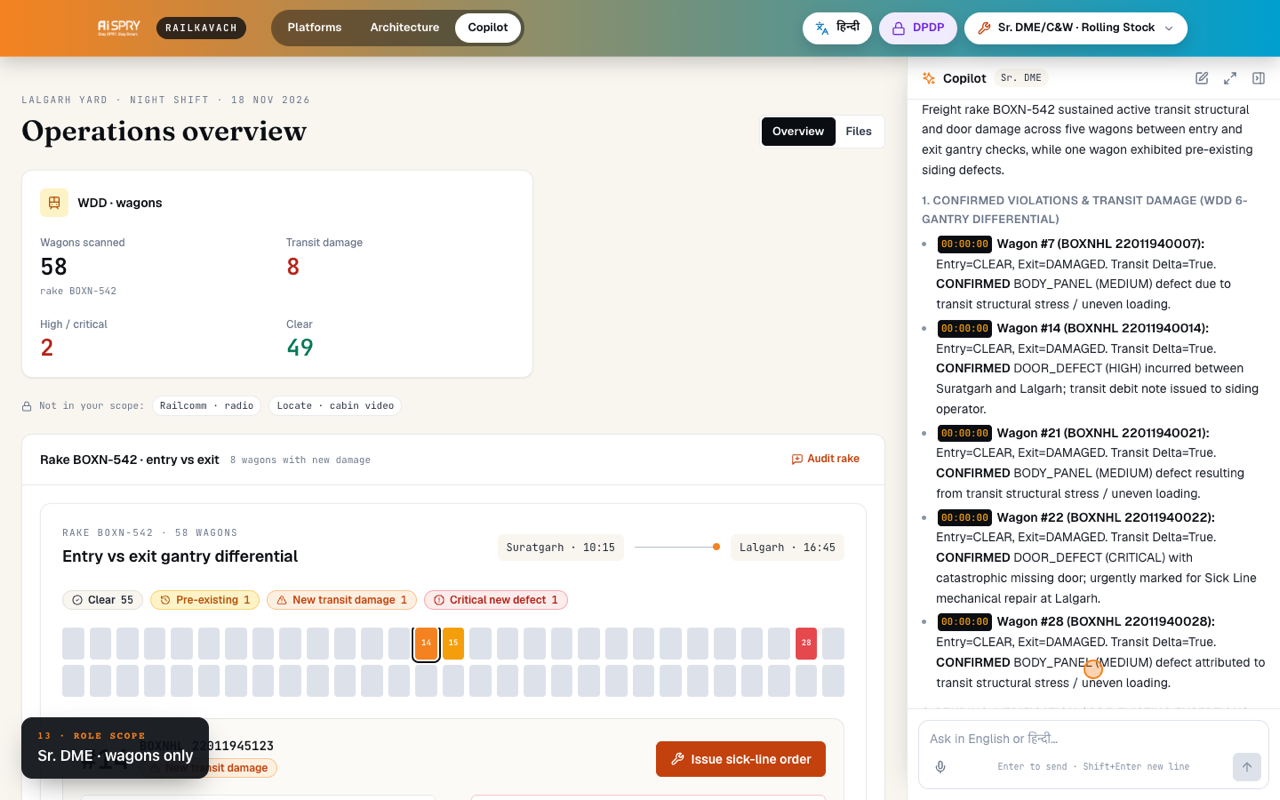 AiSPRY
RAILKAVACH
Platforms
Architecture
Copilot
हिन्दी
DPDP
Sr. DME/C&W · Rolling Stock
LALGARH YARD · NIGHT SHIFT · 18 NOV 2026
Operations overview
Overview
Files
WDD · wagons
Wagons scanned
Transit damage
58
8
rake BOXN-542
High / critical
Clear
2
49
Not in your scope:
Railcomm · radio
Locate · cabin video
Rake BOXN-542 · entry vs exit
8 wagons with new damage
Audit rake
RAKE BOXN-542 · 58 WAGONS
Entry vs exit gantry differential
Suratgarh · 10:15
Lalgarh · 16:45
Clear 55
Pre-existing 1
New transit damage 1
Critical new defect 1
14
15
28
22011945123
transit damage
Issue sick-line order
13 · ROLE SCOPE
Sr. DME · wagons only
Copilot
Sr. DME
Freight rake BOXN-542 sustained active transit structural
and door damage across five wagons between entry and
exit gantry checks, while one wagon exhibited pre-existing
siding defects.
1. CONFIRMED VIOLATIONS & TRANSIT DAMAGE (WDD 6-
GANTRY DIFFERENTIAL)
00:00:00 Wagon #7 (BOXNHL 22011940007):
Entry=CLEAR, Exit=DAMAGED. Transit Delta=True.
CONFIRMED BODY_PANEL (MEDIUM) defect due to
transit structural stress / uneven loading.
00:00:00 Wagon #14 (BOXNHL 22011940014):
Entry=CLEAR, Exit=DAMAGED. Transit Delta=True.
CONFIRMED DOOR_DEFECT (HIGH) incurred between
Suratgarh and Lalgarh; transit debit note issued to siding
operator.
00:00:00 Wagon #21 (BOXNHL 22011940021):
Entry=CLEAR, Exit=DAMAGED. Transit Delta=True.
CONFIRMED BODY_PANEL (MEDIUM) defect resulting
from transit structural stress / uneven loading.
00:00:00 Wagon #22 (BOXNHL 22011940022):
Entry=CLEAR, Exit=DAMAGED. Transit Delta=True.
CONFIRMED DOOR_DEFECT (CRITICAL) with
catastrophic missing door; urgently marked for Sick Line
mechanical repair at Lalgarh.
00:00:00 Wagon #28 (BOXNHL 22011940028):
Entry=CLEAR, Exit=DAMAGED. Transit Delta=True.
CONFIRMED BODY_PANEL (MEDIUM) defect attributed to
transit structural stress / uneven loading.
Ask in English or हिन्दी…
Enter to send · Shift+Enter new line